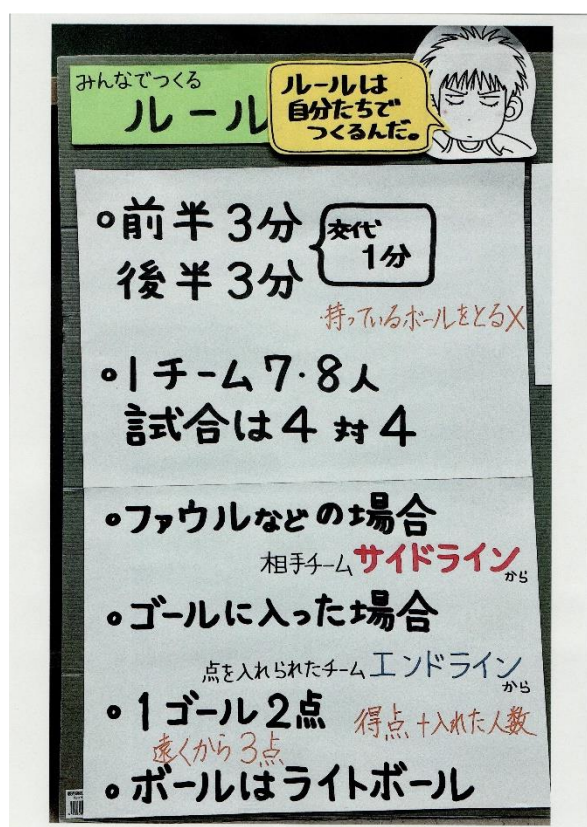 みんなでつくる
ルール
ルールは
自分たちで
つくるんだ。
○前半3分
後半3分
交代
1分
・持っているボールをとる×
○1チーム7・8人
試合は4対4
○ファウルなどの場合
相手チームサイドラインから
○ゴールに入った場合
点を入れられたチームエンドラインから
○1ゴール2点
得点+入れた人数
遠くから3点
○ボールはライトボール